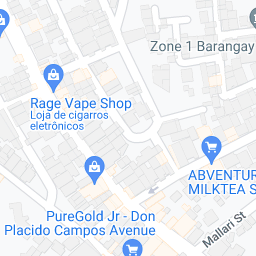 Zone 1 Barangay
Rage Vape Shop
Loja de cigarros
eletrônicos
ABVENTUR
MILKTEA S
PureGold Jr - Don
Placido Campos Avenue
Mallari St